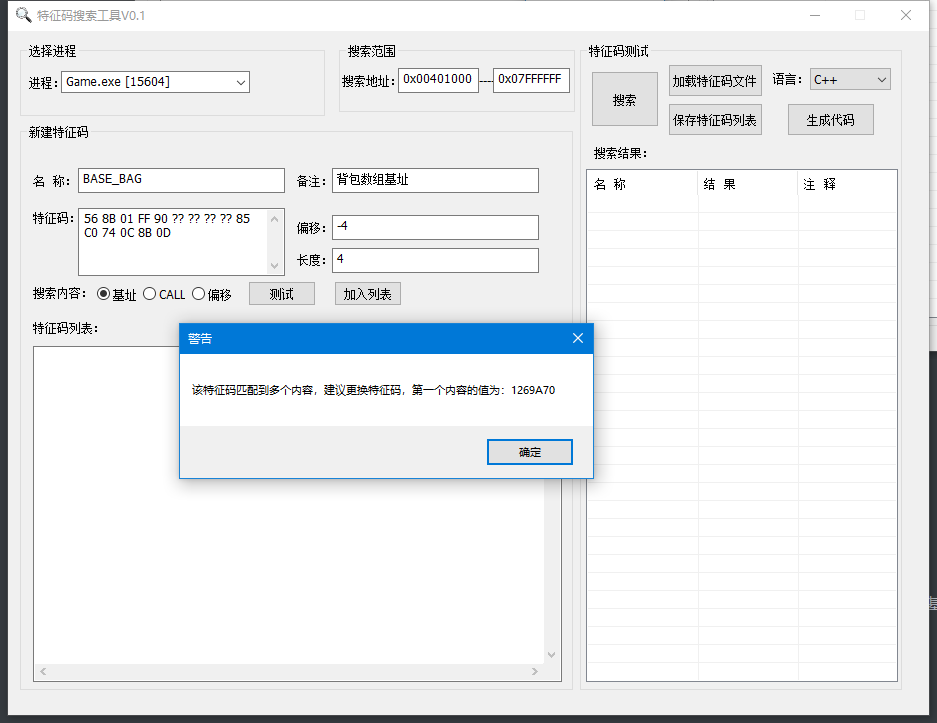 特征码搜索工具V0.1
选择进程
进程: Game.exe [15604]
搜索范围
搜索地址: 0x00401000 ---- 0x07FFFFFF
新建特征码
名 称: BASE_BAG
备注: 背包数组基址
特征码: 56 8B 01 FF 90 ?? ?? ?? ?? 85
C0 74 0C 8B 0D
偏移: -4
长度: 4
搜索内容: 基址 CALL 偏移 测试 加入列表
特征码列表:
特征码测试
搜索
加载特征码文件 语言: C++
保存特征码列表 生成代码
搜索结果:
名 称 结 果 注 释
警告
该特征码匹配到多个内容，建议更换特征码，第一个内容的值为：1269A70
确定